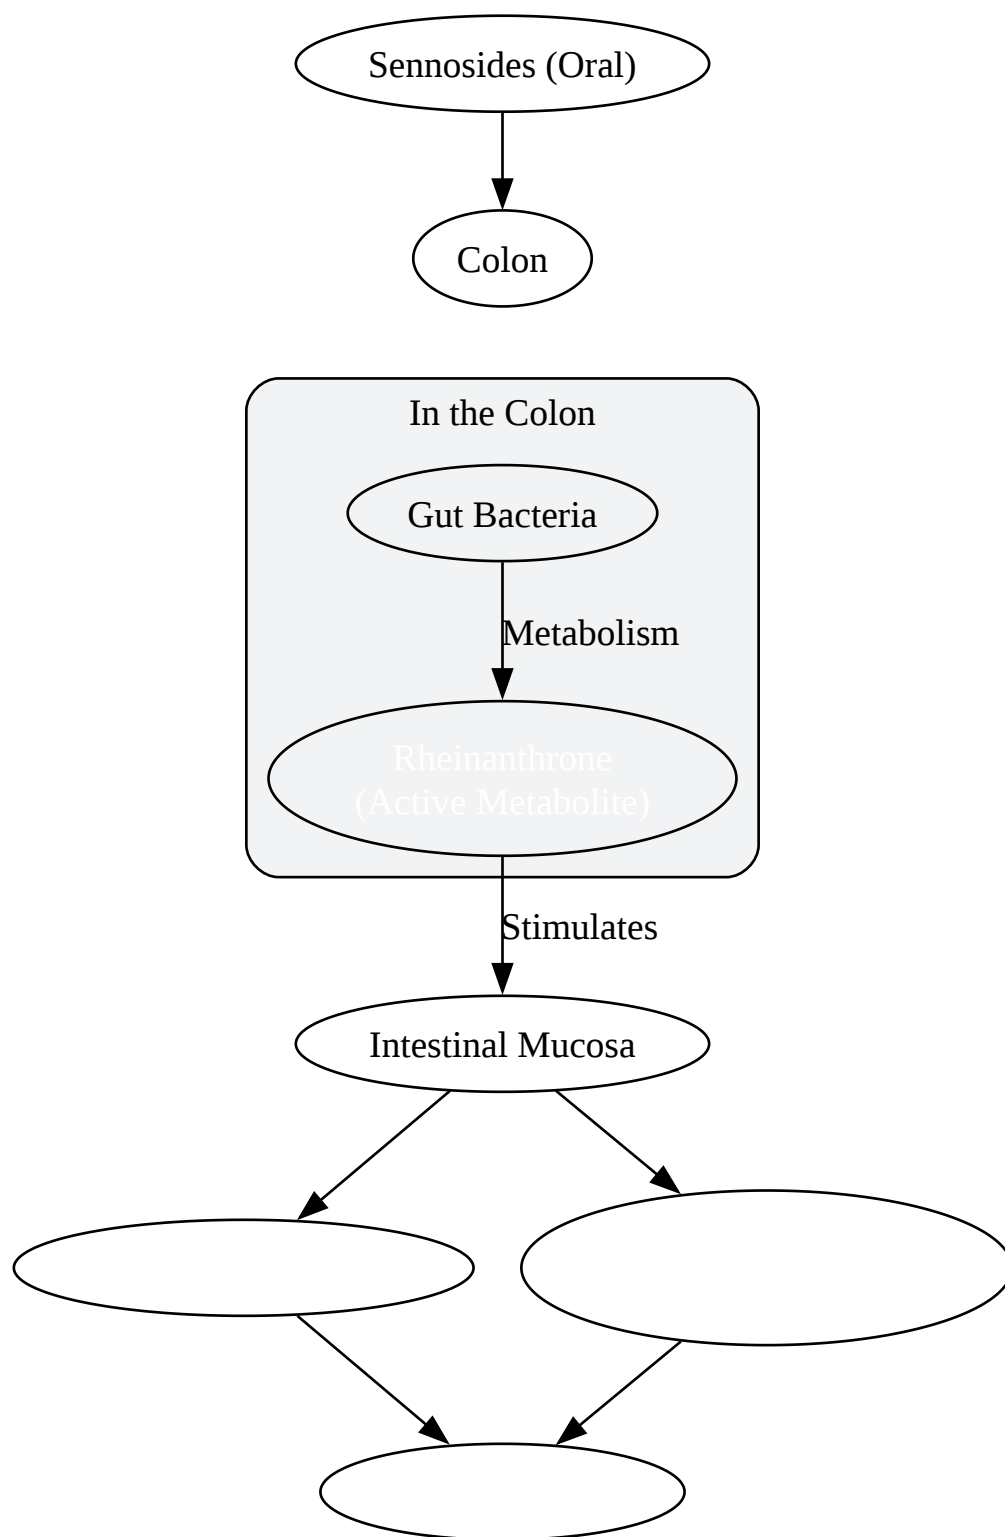 Sennosides (Oral)
Colon
In the Colon
Gut Bacteria
Metabolism
Rheinanthrone
(Active Metabolite)
Stimulates
Intestinal Mucosa